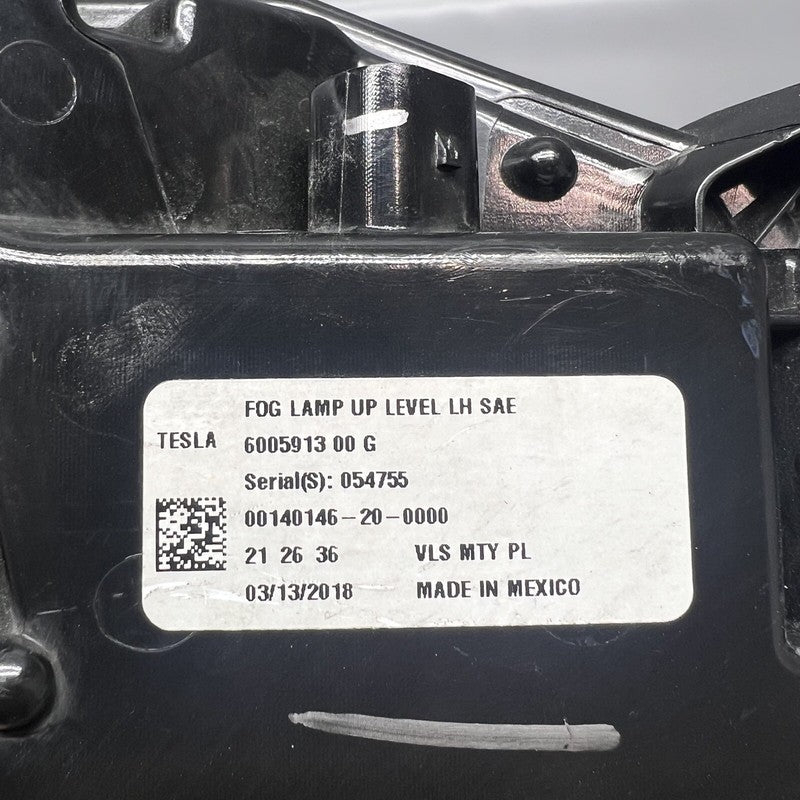 FOG LAMP UP LEVEL LH SAE
TESLA 6005913 00 G
Serial(S): 054755
00140146-20-0000
21 26 36 VLS MTY PL
03/13/2018 MADE IN MEXICO